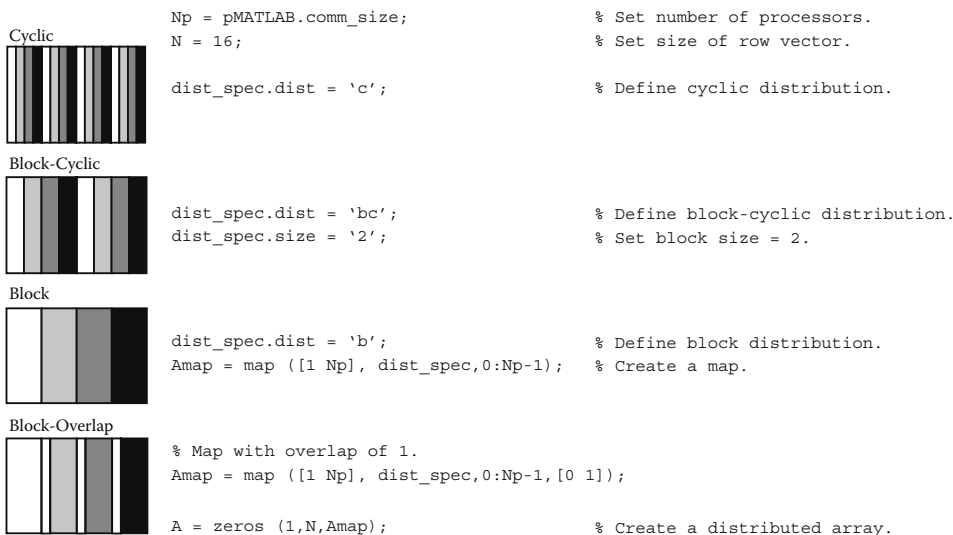 Np = pMATLAB.comm_size; % Set number of processors.
Cyclic
N = 16; % Set size of row vector.
dist_spec.dist = ‘c’; % Define cyclic distribution.
Block-Cyclic
dist_spec.dist = ‘bc’; % Define block-cyclic distribution.
dist_spec.size = ‘2’; % Set block size = 2.
Block
dist_spec.dist = ‘b’; % Define block distribution.
Amap = map ([1 Np], dist_spec,0:Np-1); % Create a map.
Block-Overlap
% Map with overlap of 1.
Amap = map ([1 Np], dist_spec,0:Np-1,[0 1]);
A = zeros (1,N,Amap); % Create a distributed array.